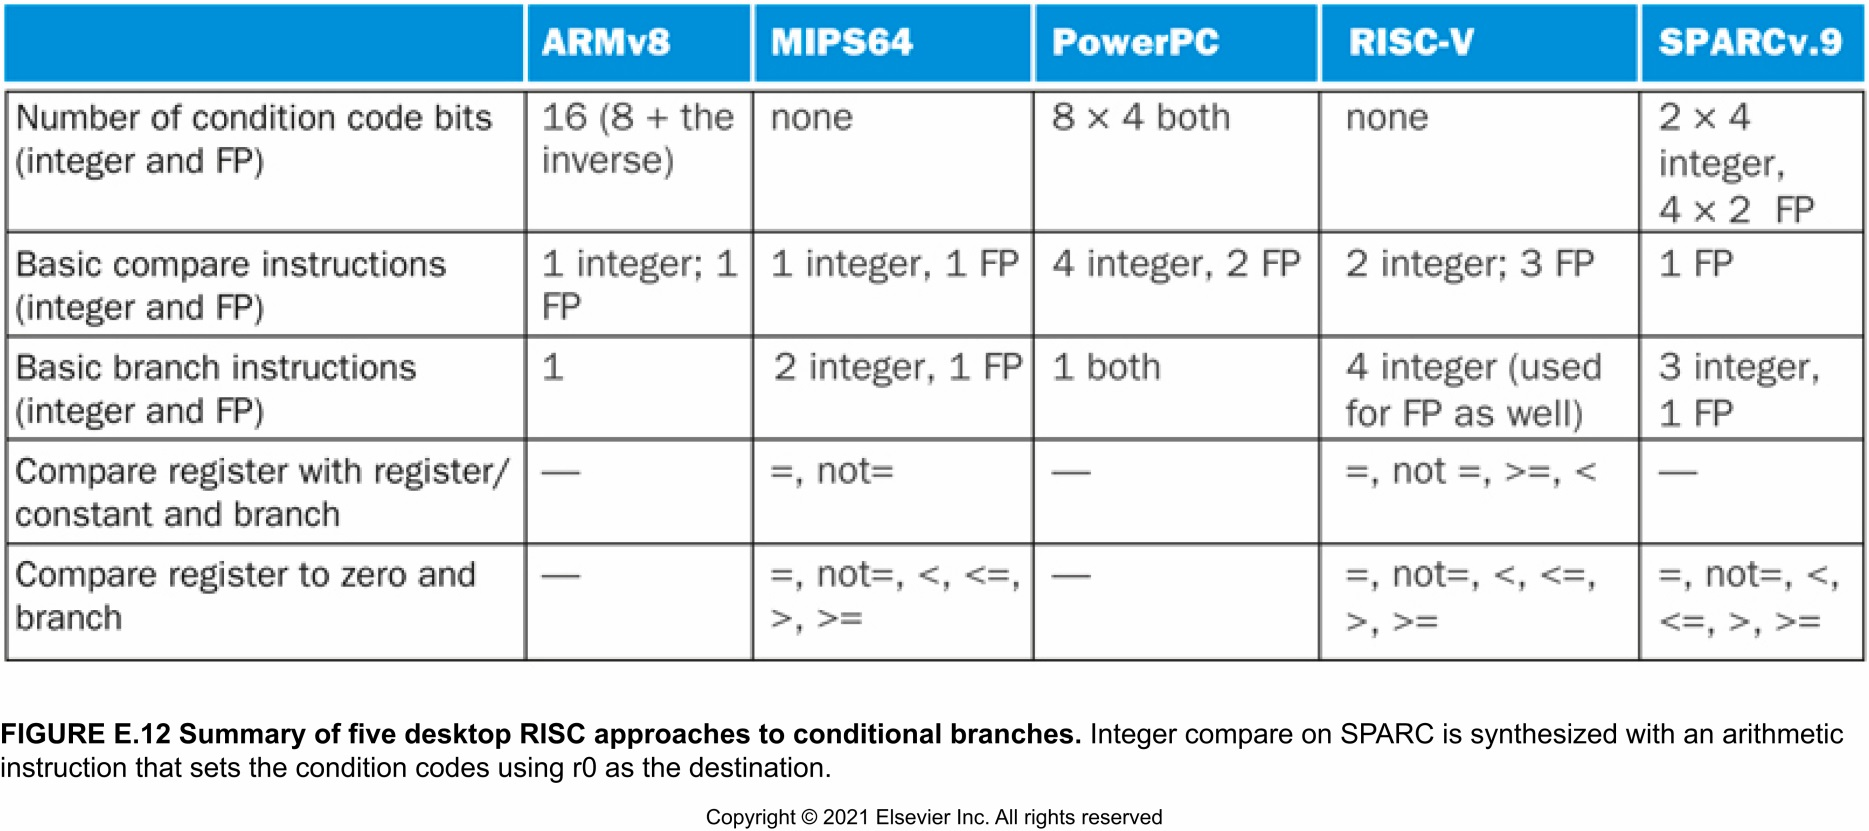 ARMv8 MIPS64 PowerPC RISC-V SPARCv.9
Number of condition code bits 16 (8 + the none 8 × 4 both none 2 × 4
(integer and FP) inverse) integer,
4 × 2 FP
Basic compare instructions 1 integer; 1 1 integer, 1 FP 4 integer, 2 FP 2 integer; 3 FP 1 FP
(integer and FP) FP
Basic branch instructions 1 2 integer, 1 FP 1 both 4 integer (used 3 integer,
(integer and FP) for FP as well) 1 FP
Compare register with register/ — =, not= — =, not =, >=, < —
constant and branch
Compare register to zero and — =, not=, <, <=, — =, not=, <, <=, =, not=, <,
branch >, >= >, >= <=, >, >=
FIGURE E.12 Summary of five desktop RISC approaches to conditional branches. Integer compare on SPARC is synthesized with an arithmetic
instruction that sets the condition codes using r0 as the destination.
Copyright © 2021 Elsevier Inc. All rights reserved